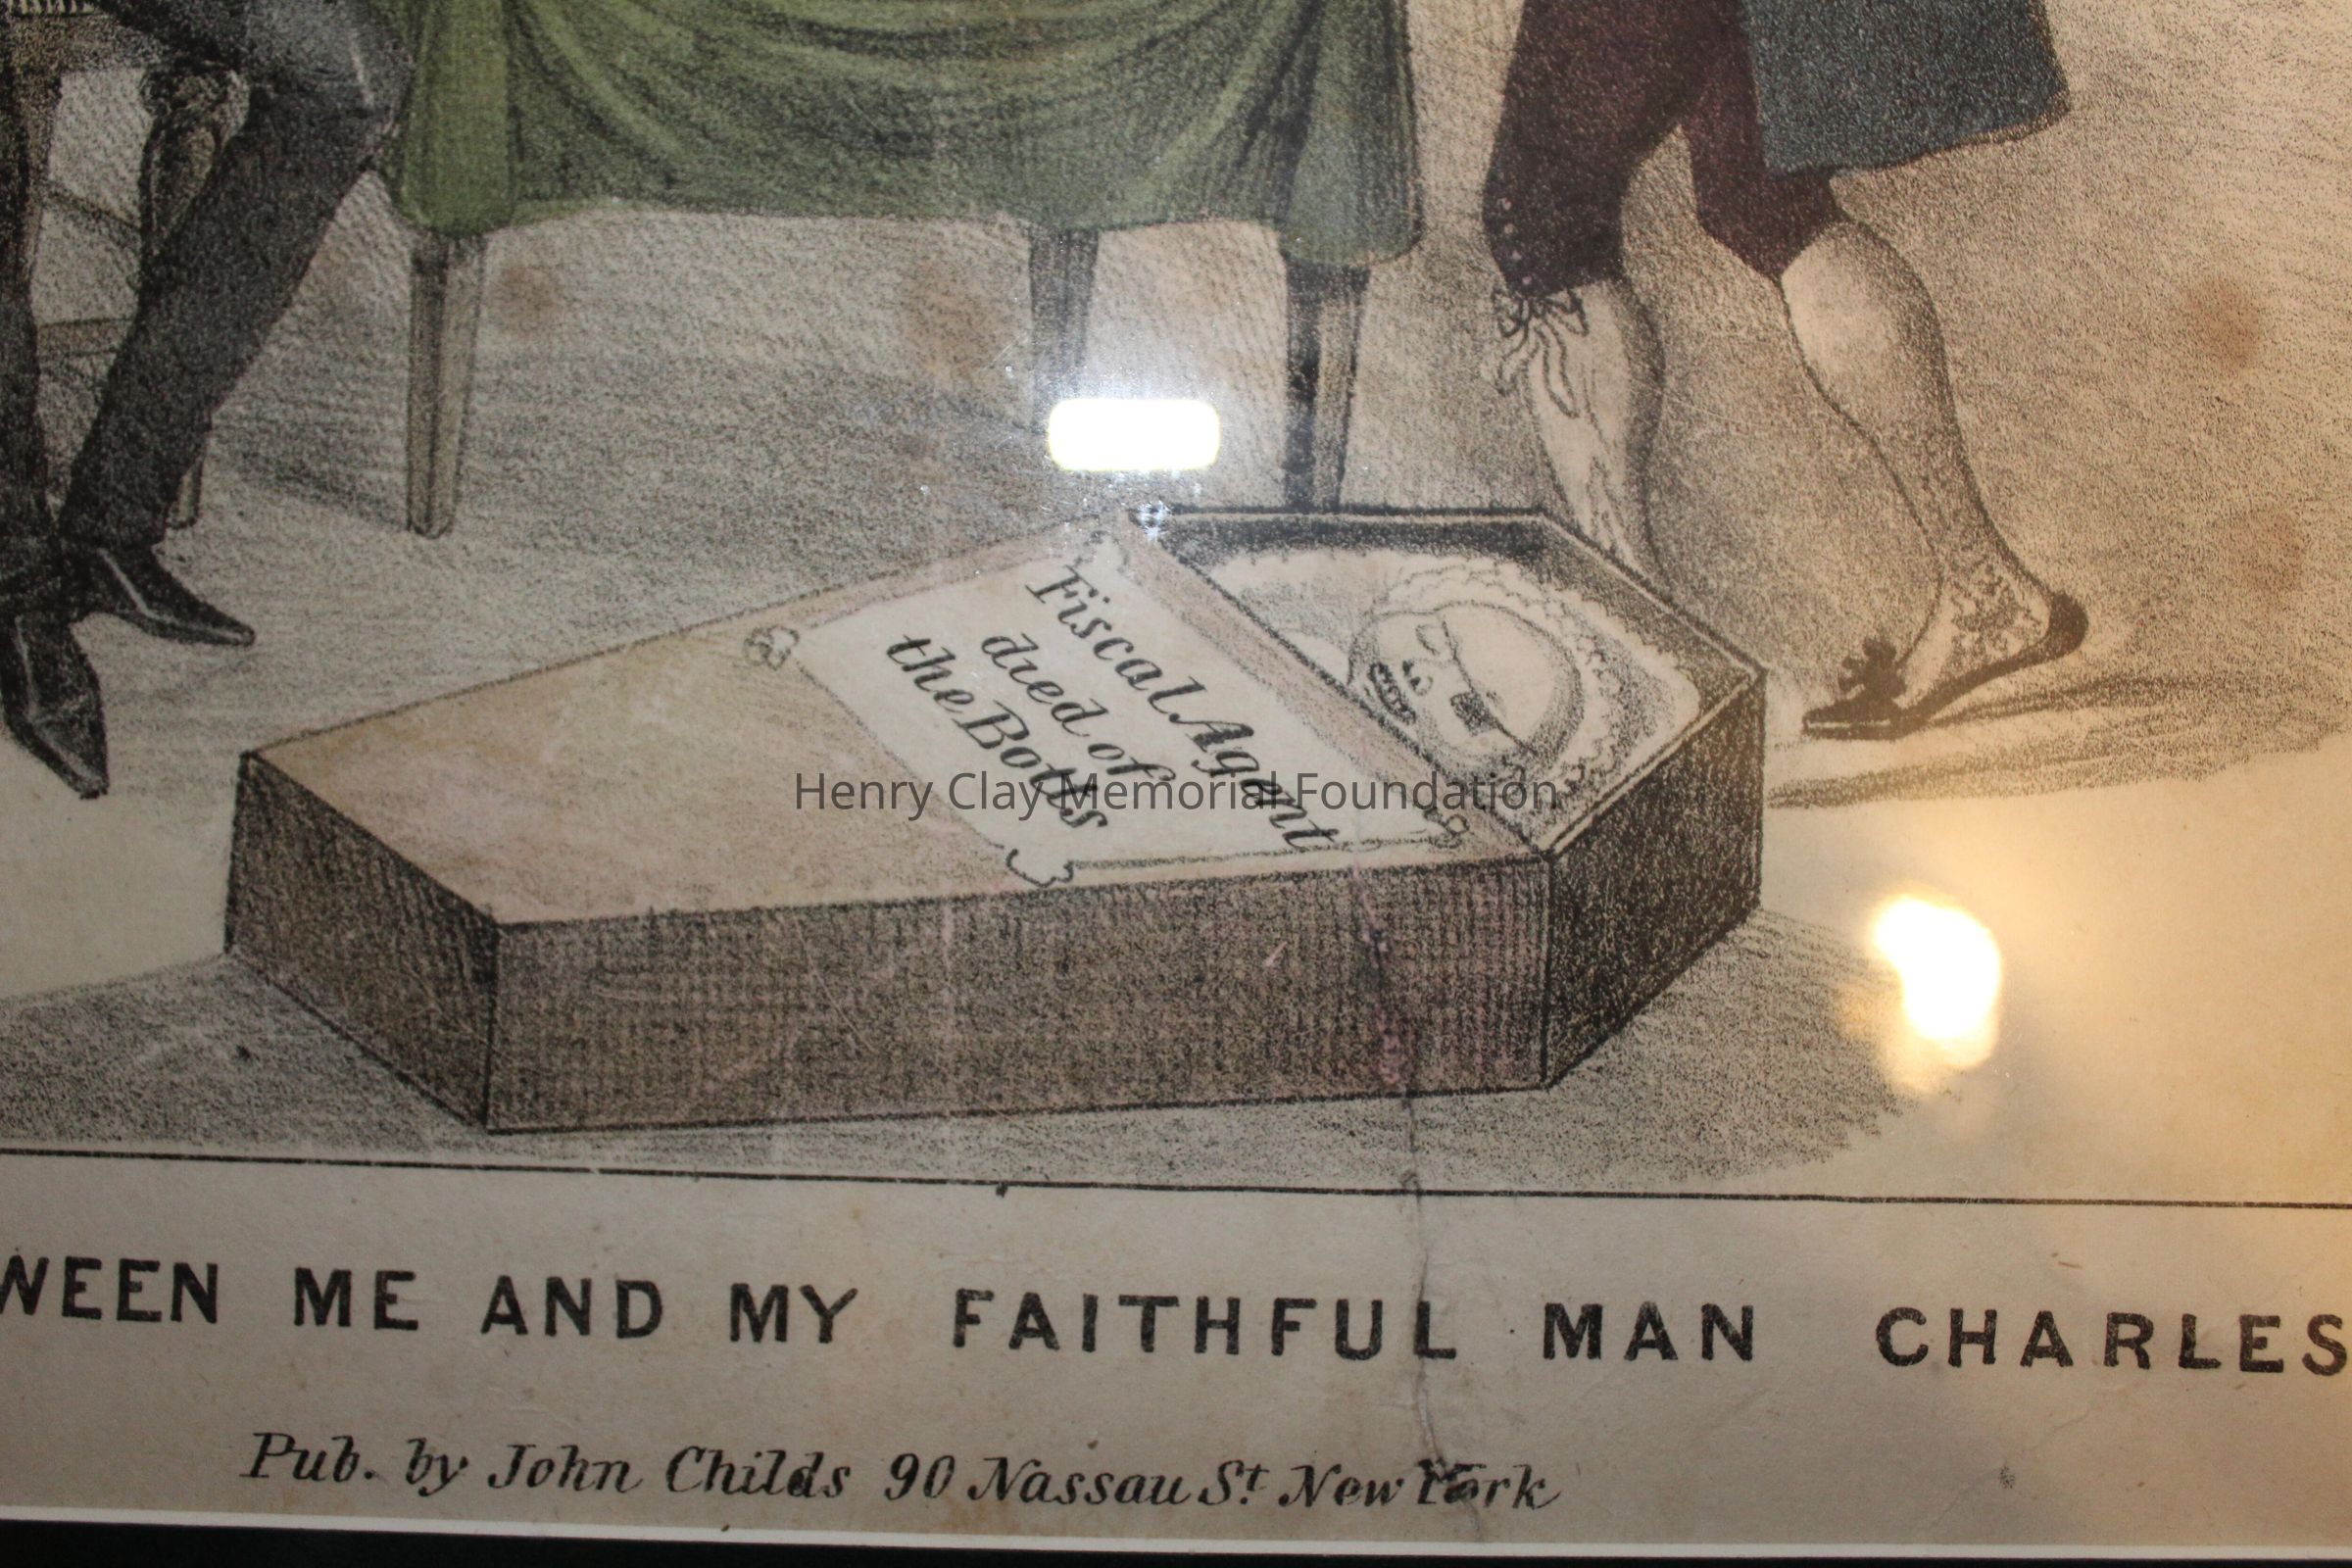 Fiscal Agent
died of
the Botts
Henry Clay Memorial Foundation
WEEN ME AND MY FAITHFUL MAN CHARLES
Pub. by John Childs 90 Nassau St. New York